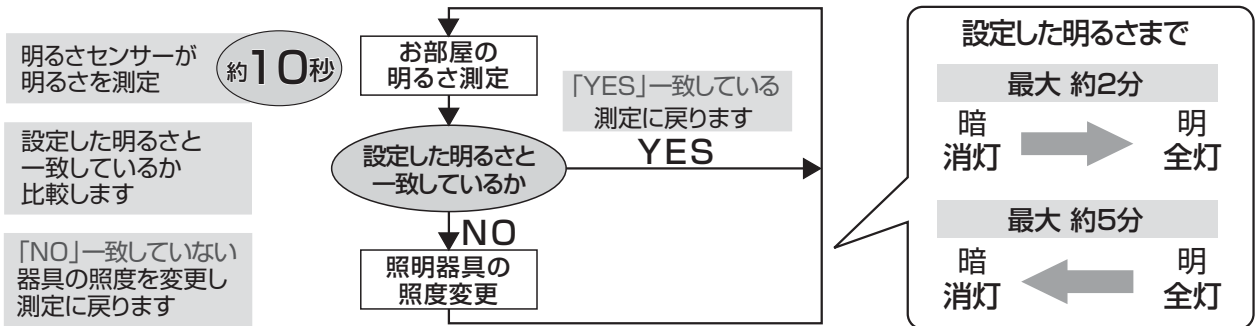 明るさセンサーが
明るさを測定
約10秒
設定した明るさと
一致しているか
比較します
「NO」一致していない
器具の照度を変更し
測定に戻ります
お部屋の
明るさ測定
設定した明るさと
一致しているか
「YES」一致している
測定に戻ります
YES
NO
照明器具の
照度変更
設定した明るさまで
最大 約2分
暗 明
消灯 全灯
最大 約5分
暗 明
消灯 全灯